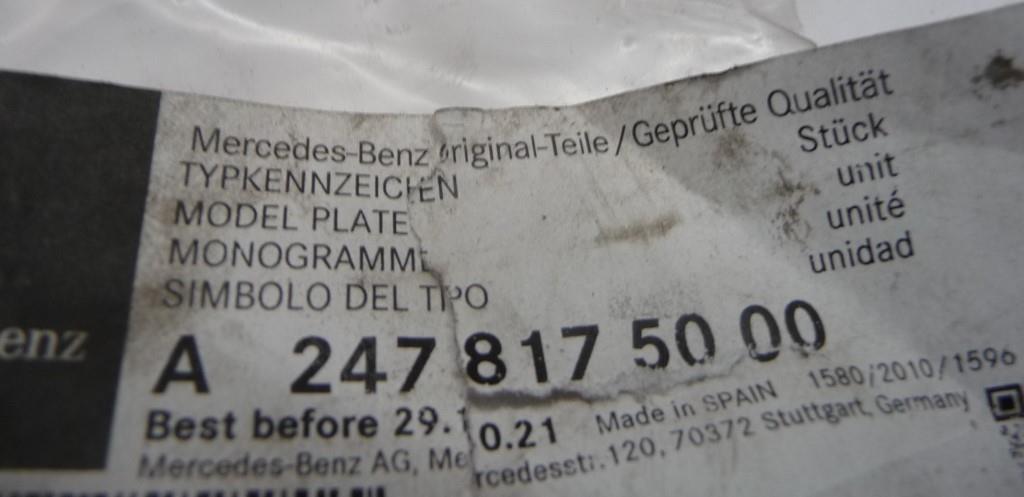 Mercedes-Benz Original-Teile / Geprüfte Qualität
TYPKENNZEICHEN Stück
MODEL PLATE unit
MONOGRAMME unité
SIMBOLO DEL TIPO unidad
enz
A 247 817 50 00
Best before 29.10.21 Made in SPAIN 1580/2010/1596
Mercedes-Benz AG, Mercedesstr.120, 70372 Stuttgart, Germany